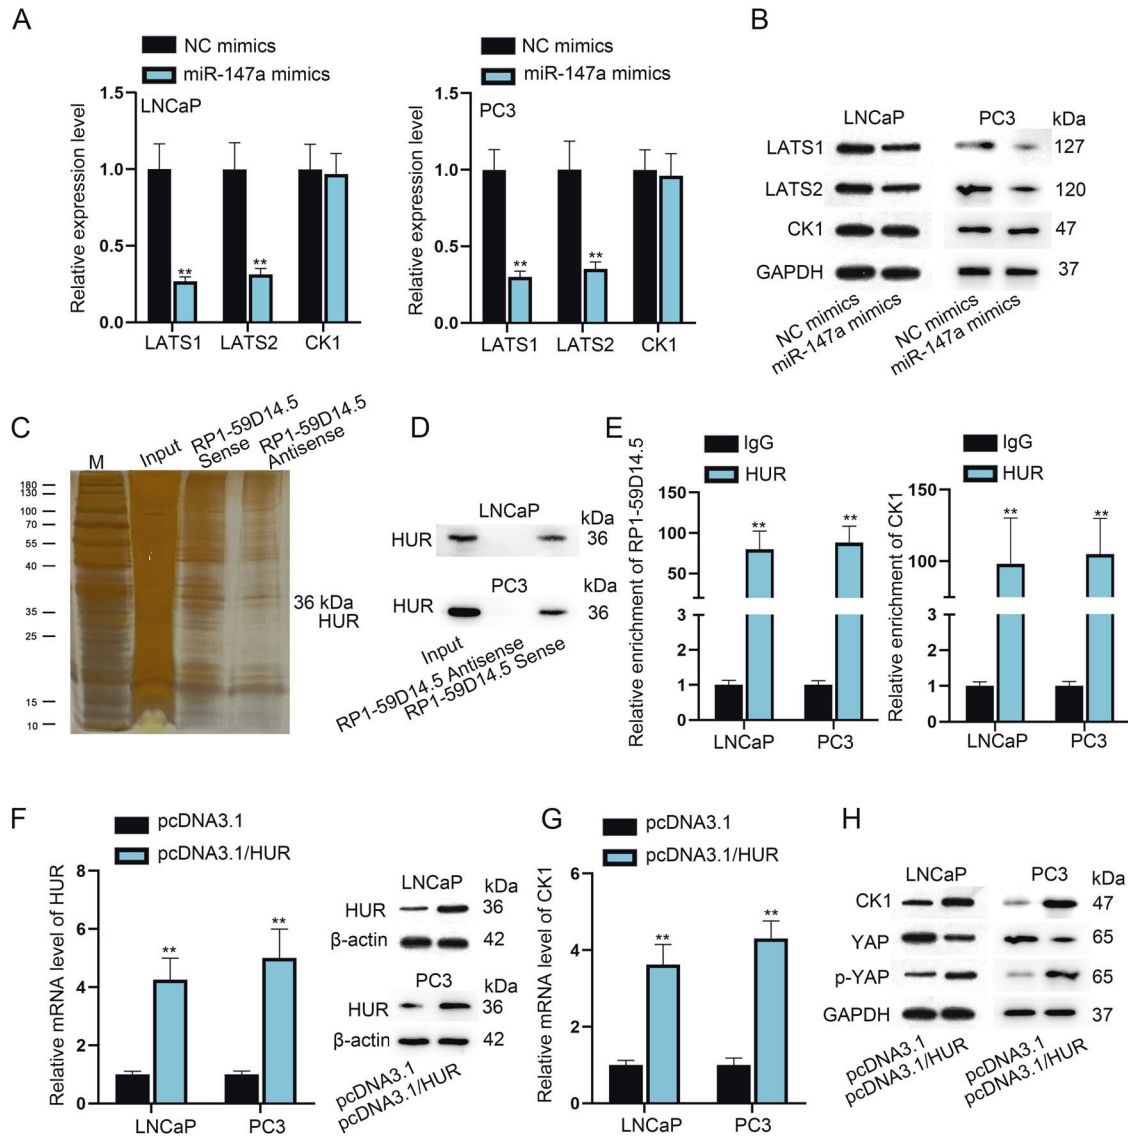 A
NC mimics
miR-147a mimics
LNCaP
Relative expression level
1.5
1.0
0.5
0.0
LATS1 LATS2 CK1
NC mimics
miR-147a mimics
PC3
Relative expression level
1.5
1.0
0.5
0.0
LATS1 LATS2 CK1
** ** ** **
B
LNCaP PC3 kDa
LATS1 127
LATS2 120
CK1 47
GAPDH 37
NC mimics
miR-147a mimics
NC mimics
miR-147a mimics
C
M
Input
RP1-59D14.5
Sense
RP1-59D14.5
Antisense
180
130
100
70
55
40
35
25
15
10
36 kDa
HUR
D
LNCaP kDa
HUR 36
PC3
HUR 36
Input
RP1-59D14.5 Antisense
RP1-59D14.5 Sense
E
IgG
HUR
Relative enrichment of RP1-59D14.5
150
100
80
50
3
2
1
0
** **
LNCaP PC3
IgG
HUR
Relative enrichment of CK1
150
100
3
2
1
0
** **
LNCaP PC3
F
pcDNA3.1
pcDNA3.1/HUR
Relative mRNA level of HUR
8
6
4
2
0
** **
LNCaP PC3
LNCaP kDa
HUR 36
β-actin 42
PC3 kDa
HUR 36
β-actin 42
pcDNA3.1
pcDNA3.1/HUR
G
pcDNA3.1
pcDNA3.1/HUR
Relative mRNA level of CK1
6
4
2
0
** **
LNCaP PC3
H
LNCaP PC3 kDa
CK1 47
YAP 65
p-YAP 65
GAPDH 37
pcDNA3.1
pcDNA3.1/HUR
pcDNA3.1
pcDNA3.1/HUR